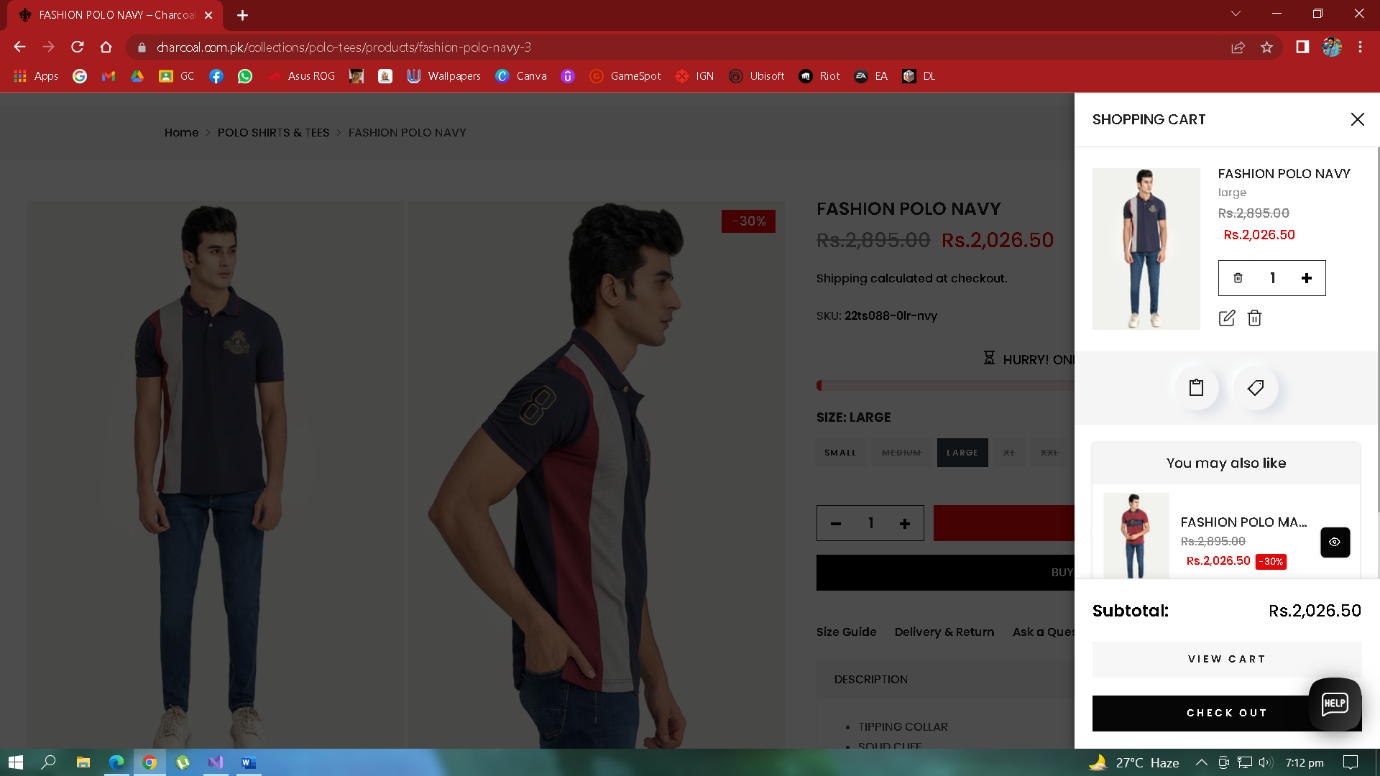 FASHION POLO NAVY – Charcoal
charcoal.com.pk/collections/polo-tees/products/fashion-polo-navy-3
Apps GC Asus ROG Wallpapers Canva GameSpot IGN Ubisoft Riot EA DL
Home > POLO SHIRTS & TEES > FASHION POLO NAVY
-30%
8
FASHION POLO NAVY
Rs.2,895.00 Rs.2,026.50
Shipping calculated at checkout.
SKU: 22ts088-0lr-nvy
HURRY!
SIZE: LARGE
SMALL MEDIUM LARGE XL XXL
- 1 +
Size Guide Delivery & Return Ask a
DESCRIPTION
TIPPING COLLAR
SOLID CUFF
SHOPPING CART
FASHION POLO NAVY
large
Rs.2,895.00
Rs.2,026.50
1 +
You may also like
FASHION POLO MA...
Rs.2,895.00
Rs.2,026.50 -30%
Subtotal: Rs.2,026.50
VIEW CART
CHECK OUT
HELP
27°C Haze 7:12 pm